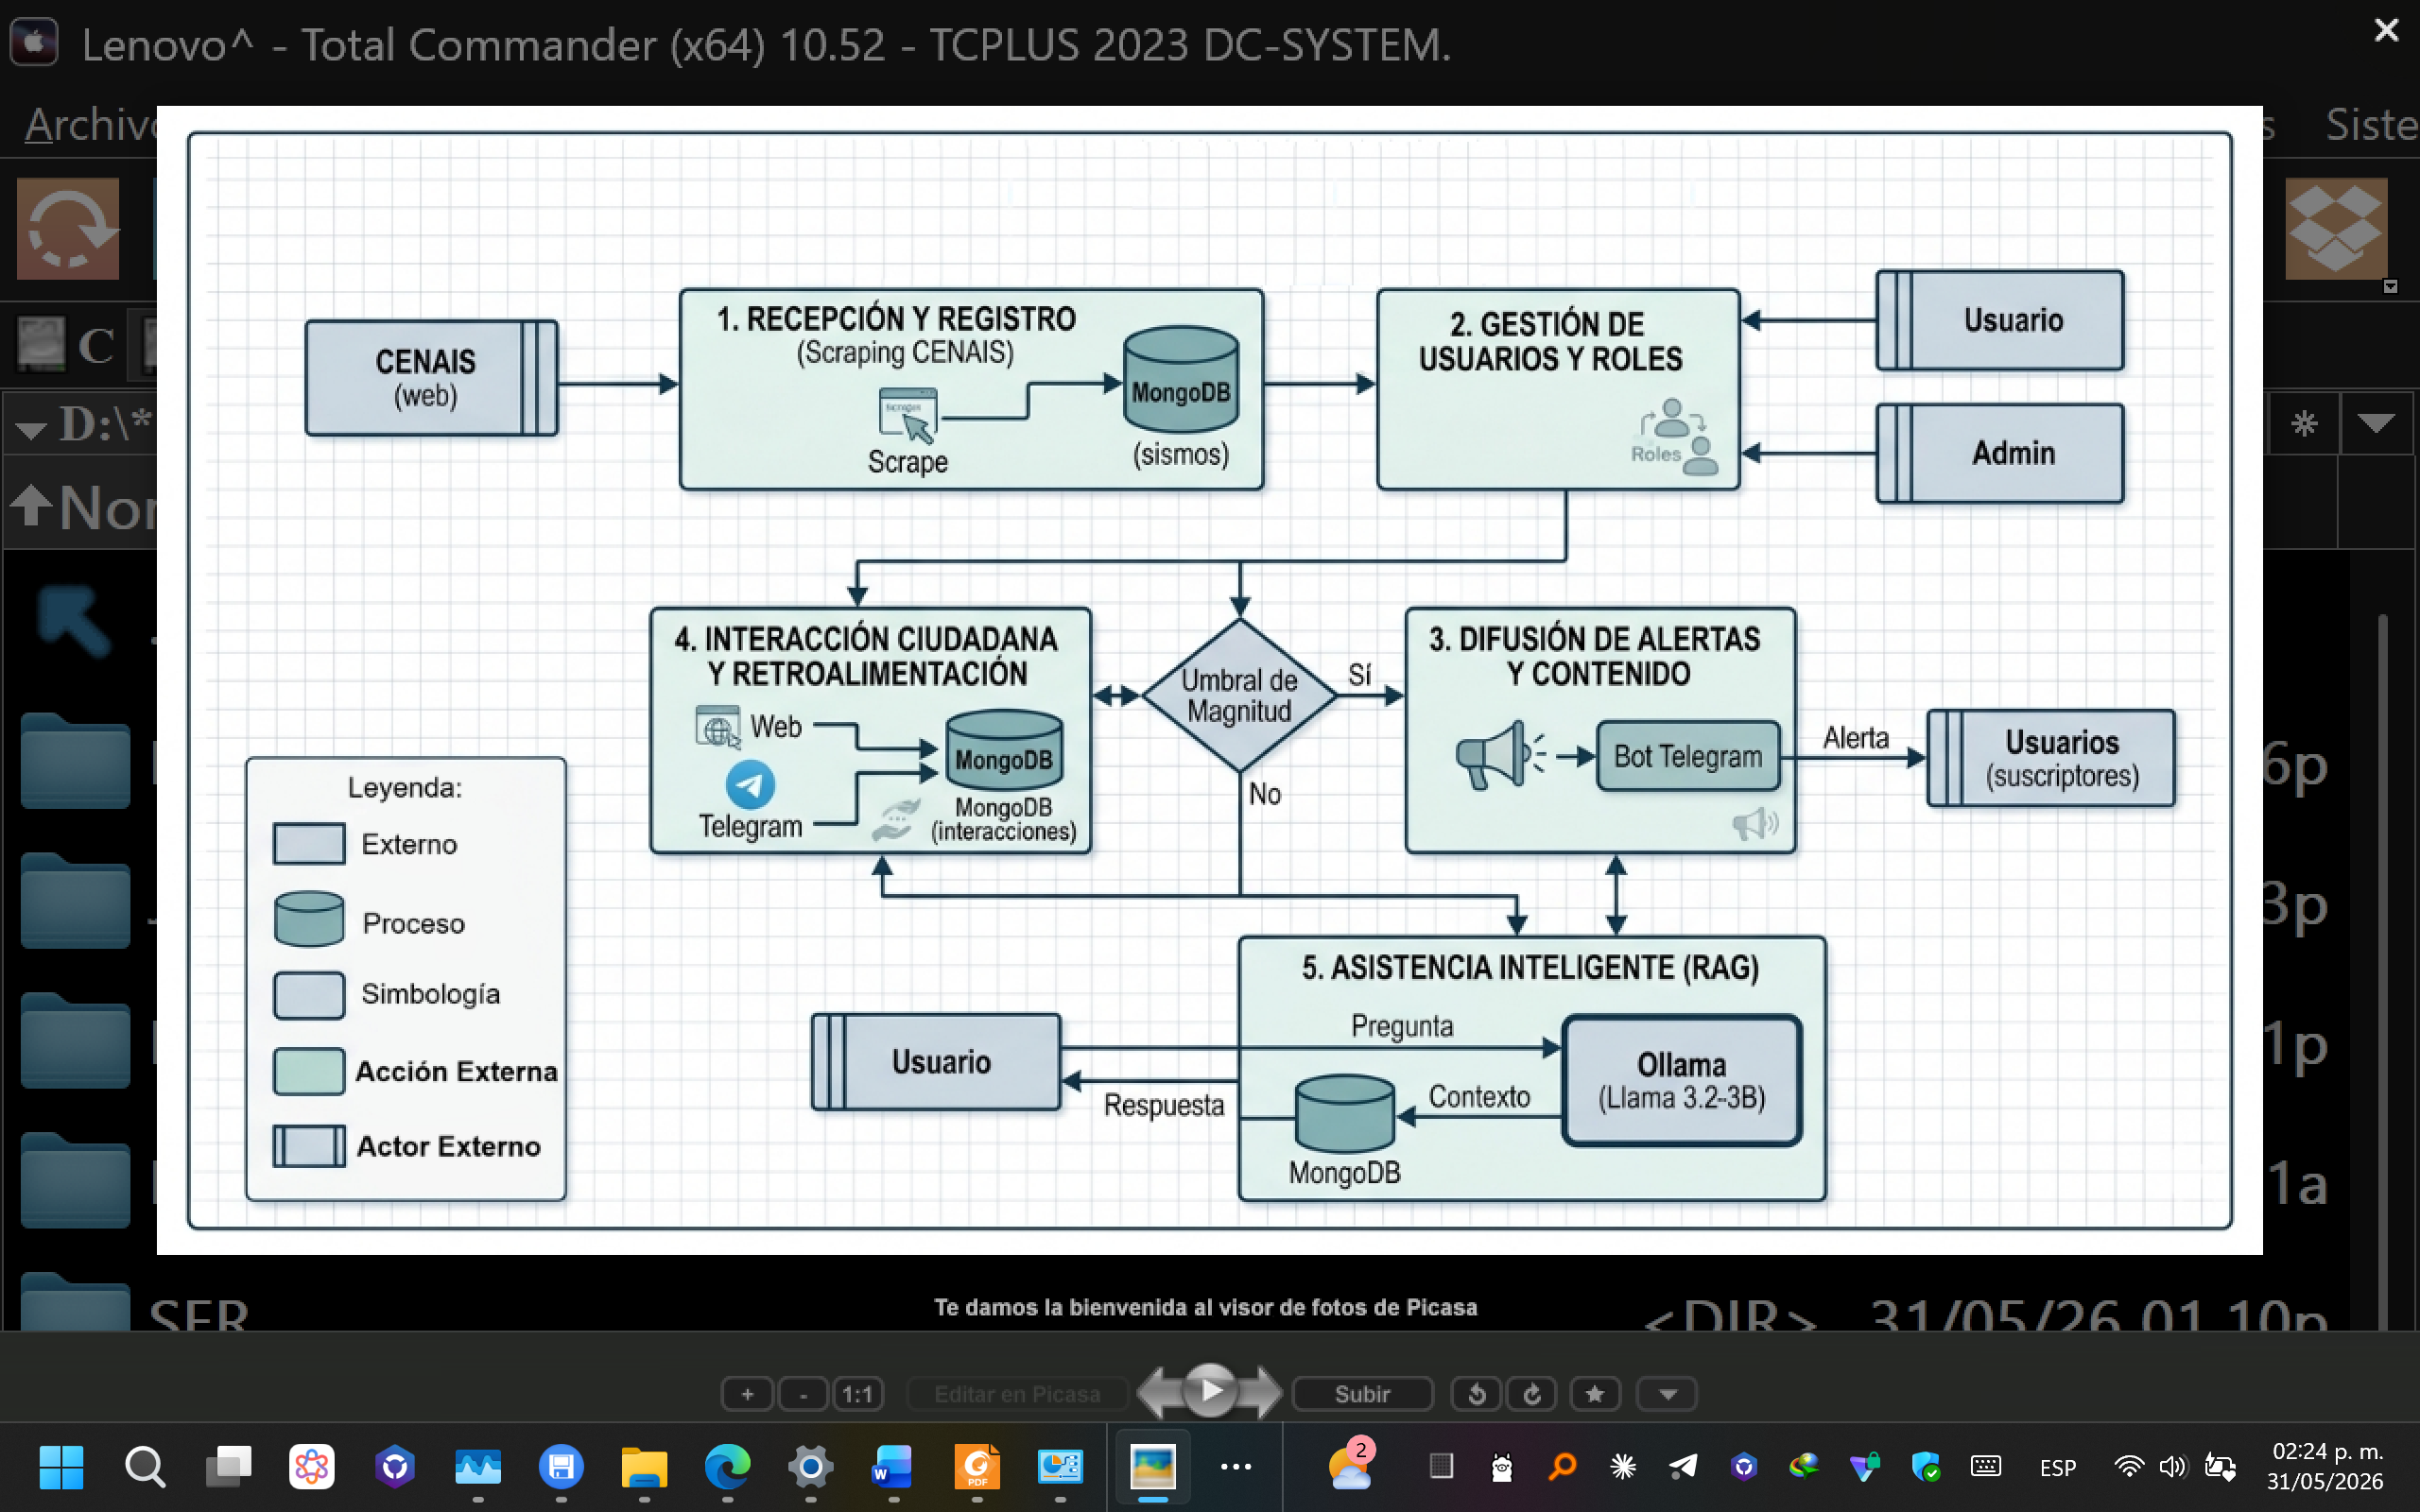 Lenovo^ - Total Commander (x64) 10.52 - TCPLUS 2023 DC-SYSTEM.
Archivo
Siste
C
D:\*
CENAIS
(web)
1. RECEPCIÓN Y REGISTRO
(Scraping CENAIS)
Scrape
MongoDB
(sismos)
2. GESTIÓN DE
USUARIOS Y ROLES
Roles
Usuario
Admin
4. INTERACCIÓN CIUDADANA
Y RETROALIMENTACIÓN
Web
Telegram
MongoDB
MongoDB
(interacciones)
Umbral de
Magnitud
Sí
No
3. DIFUSIÓN DE ALERTAS
Y CONTENIDO
Bot Telegram
Alerta
Usuarios
(suscriptores)
6p
3p
1p
1a
Leyenda:
Externo
Proceso
Simbología
Acción Externa
Actor Externo
5. ASISTENCIA INTELIGENTE (RAG)
Usuario
Pregunta
Respuesta
Contexto
MongoDB
Ollama
(Llama 3.2-3B)
SER
<DIR> 31/05/26 01 10p
Te damos la bienvenida al visor de fotos de Picasa
+
-
1:1
Editar en Picasa
Subir
2
ESP
02:24 p. m.
31/05/2026